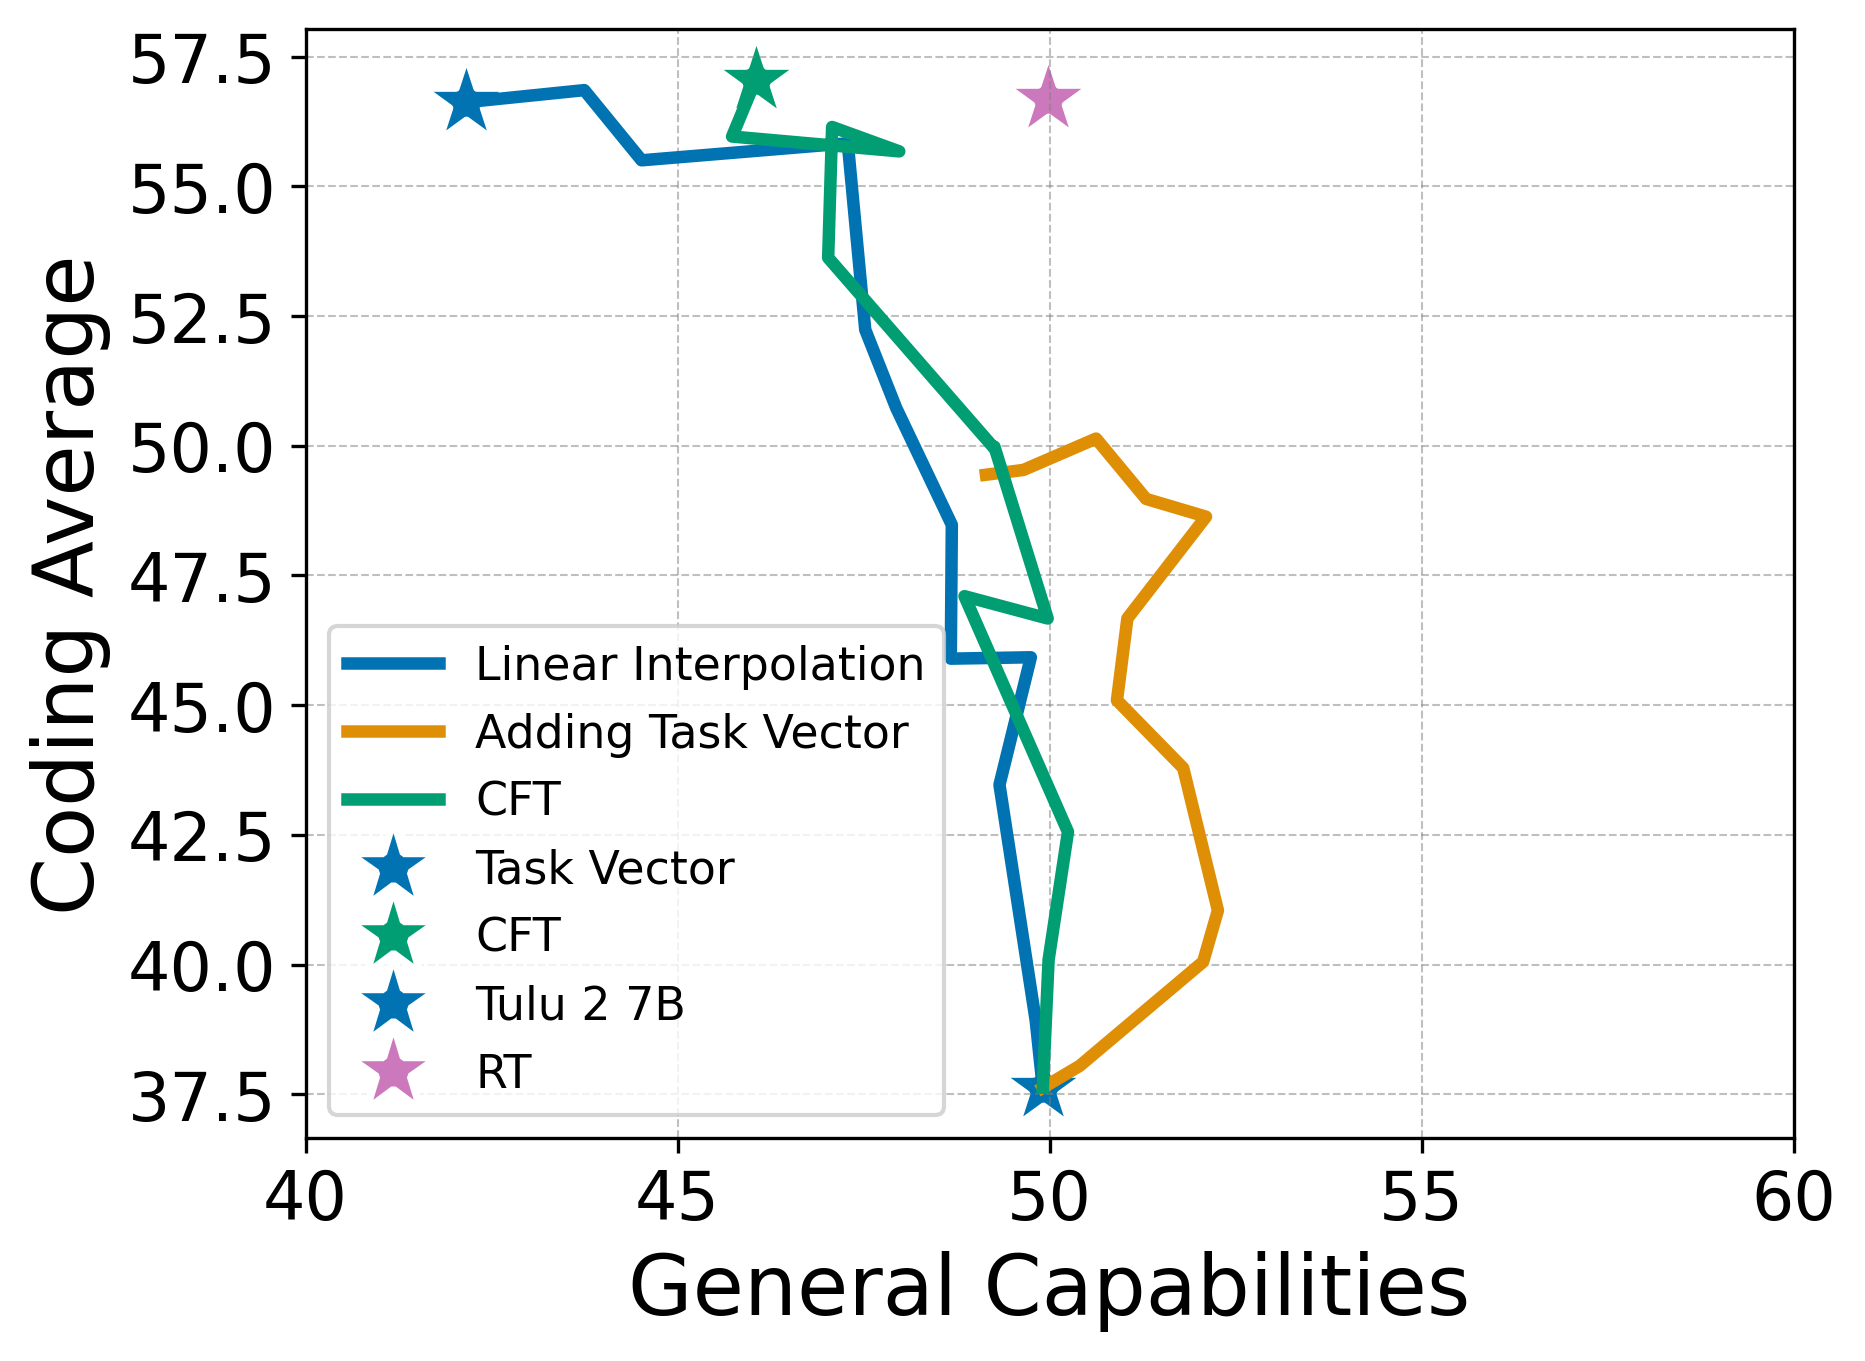 57.5
55.0
52.5
50.0
47.5
45.0
42.5
40.0
37.5
Coding Average
Linear Interpolation
Adding Task Vector
CFT
Task Vector
CFT
Tulu 2 7B
RT
40 45 50 55 60
General Capabilities